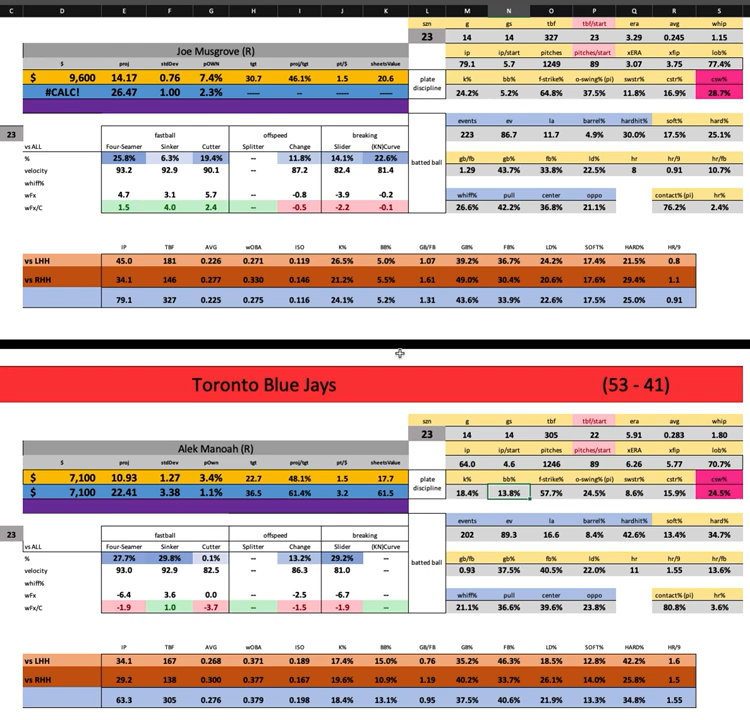 C D E F G H I J K L M N O P Q R S
szn g gs tbf tbf/start era avg whip
23 14 14 327 23 3.29 0.245 1.15
Joe Musgrove (R)
ip ip/start pitches pitches/start xERA xfip lob%
79.1 5.7 1249 89 3.07 3.75 77.4%
$ proj stdDev pOWN tgt proj/tgt pt/$ sheetsValue
plate discipline
k% bb% f-strike% o-swing% (pi) swstr% cstr% csw%
$ 9,600 14.17 0.76 7.4% 30.7 46.1% 1.5 20.6
#CALC! 26.47 1.00 2.3% ---- ---- ---- ----
24.2% 5.2% 64.8% 37.5% 11.8% 16.9% 28.7%
events ev la barrel% hardhit% soft% hard%
223 86.7 11.7 4.9% 30.0% 17.5% 25.1%
23 fastball offspeed breaking
vs ALL Four-Seamer Sinker Cutter Splitter Change Slider (KN)Curve
batted ball
gb/fb gb% fb% ld% hr hr/9 hr/fb
% 25.8% 6.3% 19.4% -- 11.8% 14.1% 22.6%
1.29 43.7% 33.8% 22.5% 8 0.91 10.7%
velocity 93.2 92.9 90.1 -- 87.2 82.4 81.4
whiff%
whiff% pull center oppo contact% (pi) hr%
wFx 4.7 3.1 5.7 -0.8 -3.9 -0.2
wFx/C 1.5 4.0 2.4 -- -0.5 -2.2 -0.1
26.6% 42.2% 36.8% 21.1% 76.2% 2.4%
IP TBF AVG wOBA ISO K% BB% GB/FB GB% FB% LD% SOFT% HARD% HR/9
vs LHH 45.0 181 0.226 0.271 0.119 26.5% 5.0% 1.07 39.2% 36.7% 24.2% 17.4% 21.5% 0.8
vs RHH 34.1 146 0.277 0.330 0.146 21.2% 5.5% 1.61 49.0% 30.4% 20.6% 17.6% 29.4% 1.1
79.1 327 0.225 0.275 0.116 24.1% 5.2% 1.31 43.6% 33.9% 22.6% 17.5% 25.0% 0.91
Toronto Blue Jays (53 - 41)
szn g gs tbf tbf/start era avg whip
23 14 14 305 22 5.91 0.283 1.80
Alek Manoah (R)
ip ip/start pitches pitches/start xERA xfip lob%
64.0 4.6 1246 89 6.26 5.77 70.7%
$ proj stdDev pOwn tgt proj/tgt pt/$ sheetsValue
plate discipline
k% bb% f-strike% o-swing% (pi) swstr% cstr% csw%
$ 7,100 10.93 1.27 3.4% 22.7 48.1% 1.5 17.7
$ 7,100 22.41 3.38 1.1% 36.5 61.4% 3.2 61.5
18.4% 13.8% 57.7% 24.5% 8.6% 15.9% 24.5%
events ev la barrel% hardhit% soft% hard%
202 89.3 16.6 8.4% 42.6% 13.4% 34.7%
23 fastball offspeed breaking
vs ALL Four-Seamer Sinker Cutter Splitter Change Slider (KN)Curve
batted ball
gb/fb gb% fb% ld% hr hr/9 hr/fb
% 27.7% 29.8% 0.1% -- 13.2% 29.2% --
0.93 37.5% 40.5% 22.0% 11 1.55 13.6%
velocity 93.0 92.9 82.5 -- 86.3 81.0 --
whiff%
whiff% pull center oppo contact% (pi) hr%
wFx -6.4 3.6 0.0 -2.5 -6.7
wFx/C -1.9 1.0 -3.7 -- -1.5 -1.9 --
21.1% 36.6% 39.6% 23.8% 80.8% 3.6%
IP TBF AVG wOBA ISO K% BB% GB/FB GB% FB% LD% SOFT% HARD% HR/9
vs LHH 34.1 167 0.268 0.371 0.189 17.4% 15.0% 0.76 35.2% 46.3% 18.5% 12.8% 42.2% 1.6
vs RHH 29.2 138 0.300 0.377 0.167 19.6% 10.9% 1.19 40.2% 33.7% 26.1% 14.0% 25.8% 1.5
63.3 305 0.276 0.379 0.198 18.4% 13.1% 0.95 37.5% 40.6% 21.9% 13.3% 34.8% 1.55